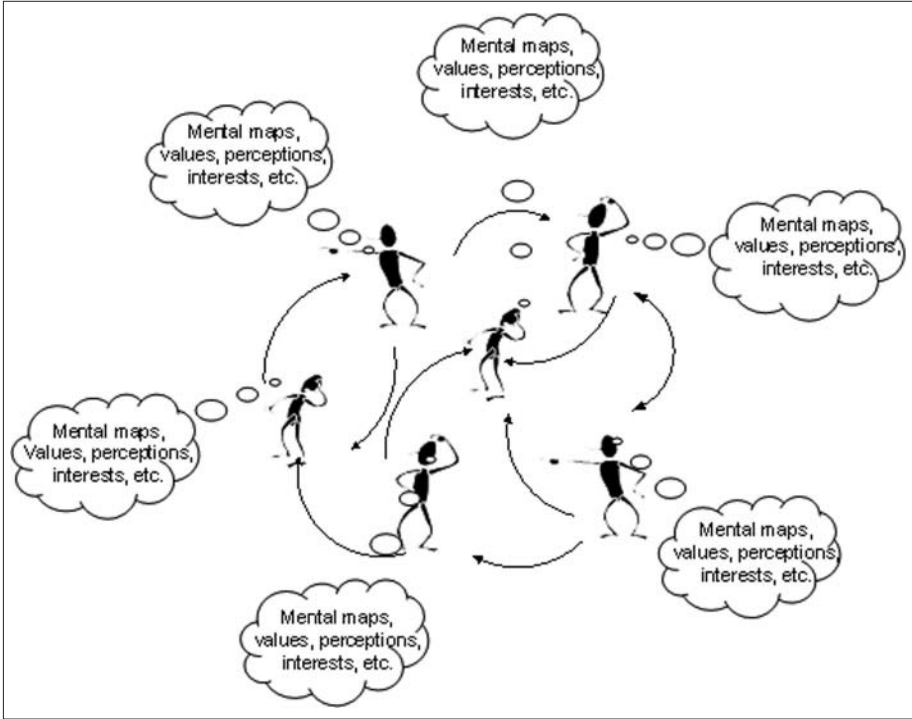 Mental maps,
values, perceptions,
interests, etc.
Mental maps,
values, perceptions,
interests, etc.
Mental maps,
values, perceptions,
interests, etc.
Mental maps,
Values, perceptions,
interests, etc.
Mental maps,
values, perceptions,
interests, etc.
Mental maps,
values, perceptions,
interests, etc.